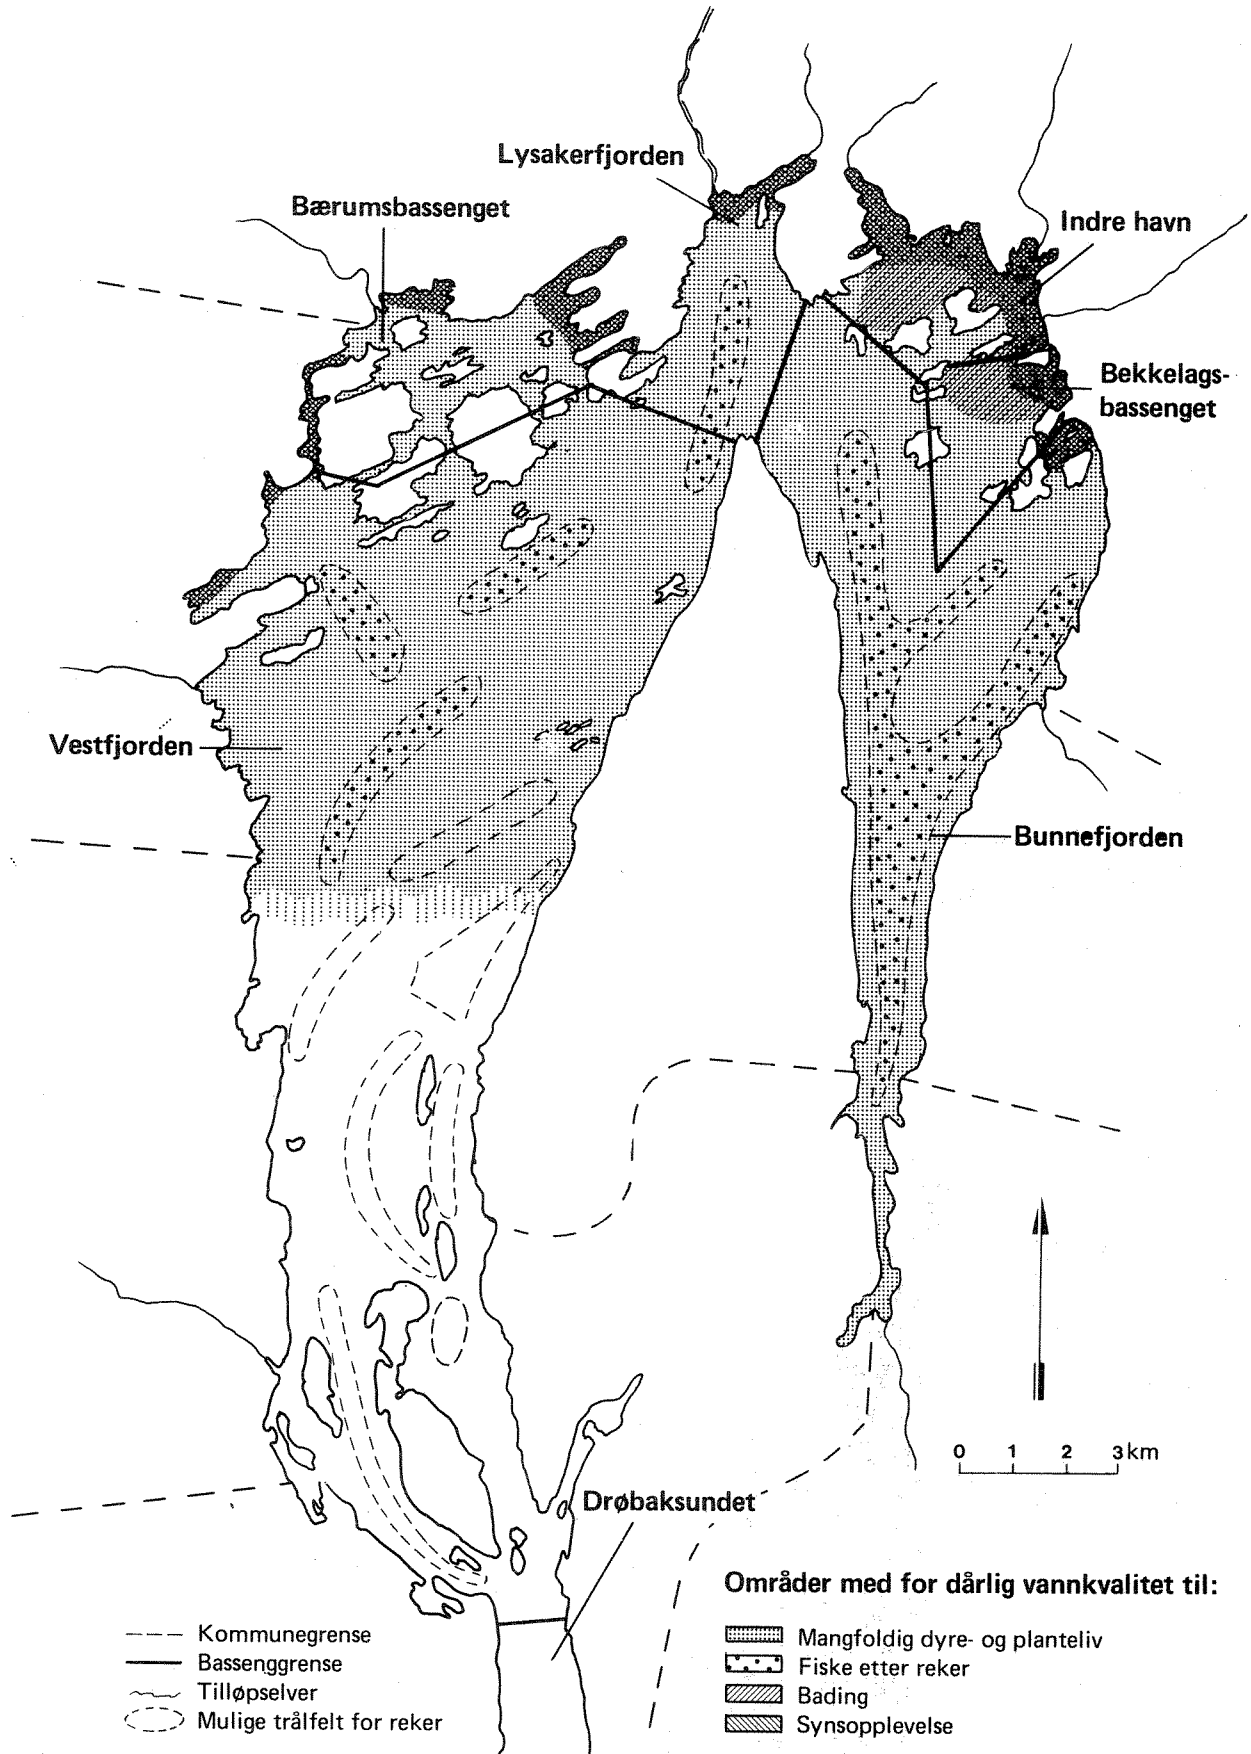 Lysakerfjorden
Bærumsbassenget
Indre havn
Bekkelags-
bassenget
Vestfjorden
Bunnefjorden
0 1 2 3 km
Drøbaksundet
Områder med for dårlig vannkvalitet til:
Mangfoldig dyre- og planteliv
Fiske etter reker
Bading
Synsopplevelse
Kommunegrense
Bassenggrense
Tilløpselver
Mulige trålfelt for reker